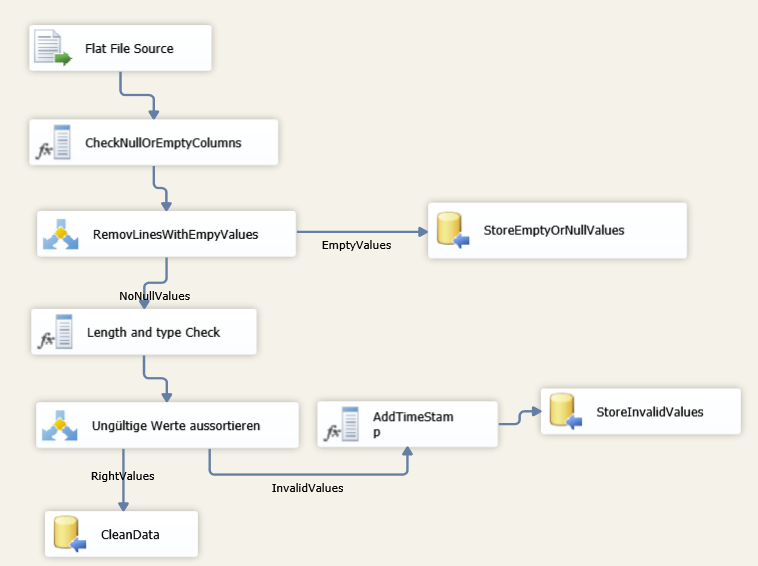 Flat File Source
CheckNullOrEmptyColumns
RemovLinesWithEmpyValues
EmptyValues
StoreEmptyOrNullValues
NoNullValues
Length and type Check
Ungültige Werte aussortieren
AddTimeStam
p
StoreInvalidValues
RightValues
InvalidValues
CleanData